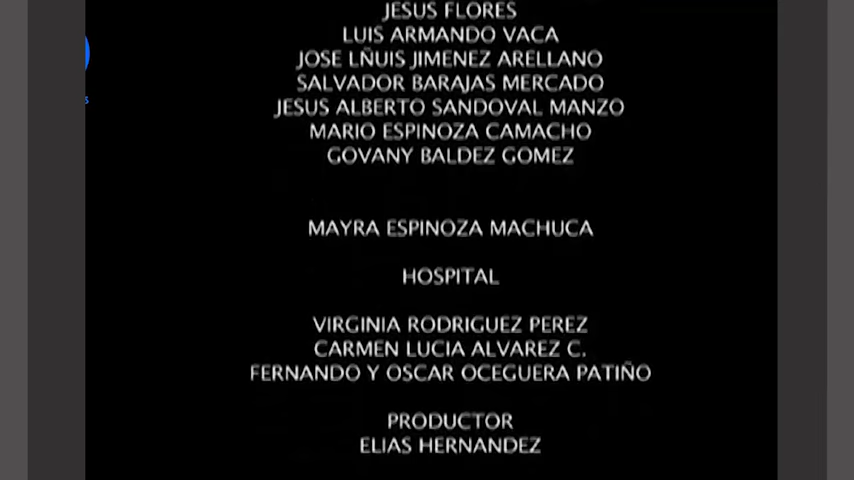 JESUS FLORES
LUIS ARMANDO VACA
JOSE LÑUIS JIMENEZ ARELLANO
SALVADOR BARAJAS MERCADO
JESUS ALBERTO SANDOVAL MANZO
MARIO ESPINOZA CAMACHO
GOVANY BALDEZ GOMEZ
MAYRA ESPINOZA MACHUCA
HOSPITAL
VIRGINIA RODRIGUEZ PEREZ
CARMEN LUCIA ALVAREZ C.
FERNANDO Y OSCAR OCEGUERA PATIÑO
PRODUCTOR
ELIAS HERNANDEZ